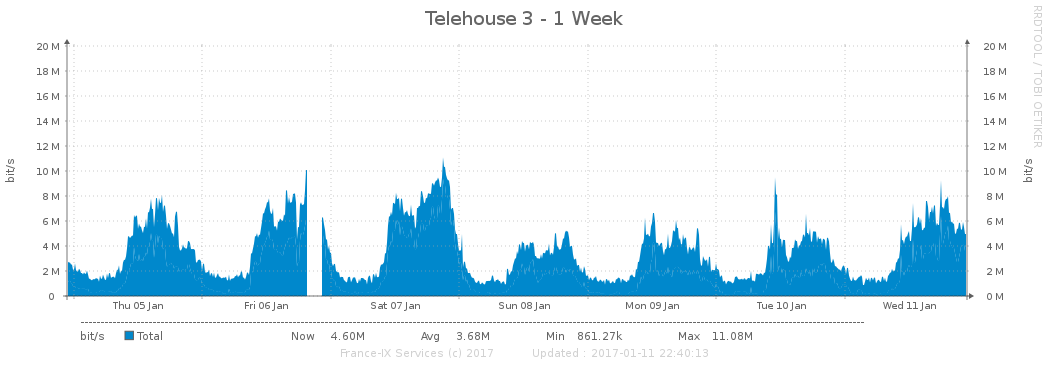 Telehouse 3 - 1 Week
RRDTOOL / TOBI OETIKER
bit/s
bit/s
20 M 20 M
18 M 18 M
16 M 16 M
14 M 14 M
12 M 12 M
10 M 10 M
8 M 8 M
6 M 6 M
4 M 4 M
2 M 2 M
0 0 M
Thu 05 Jan Fri 06 Jan Sat 07 Jan Sun 08 Jan Mon 09 Jan Tue 10 Jan Wed 11 Jan
bit/s Total Now 4.60M Avg 3.68M Min 861.27k Max 11.08M
France-IX Services (c) 2017 Updated : 2017-01-11 22:40:13